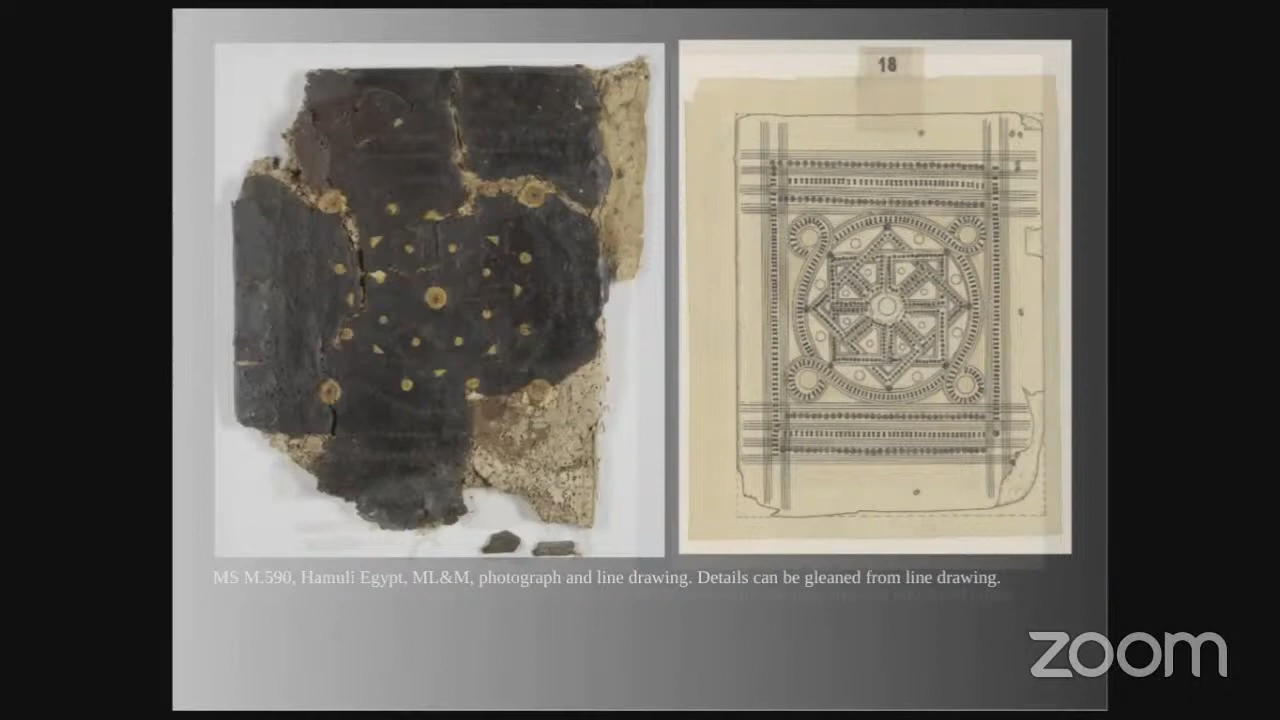 18
MS M.590, Hamuli Egypt, ML&M, photograph and line drawing. Details can be gleaned from line drawing.
zoom